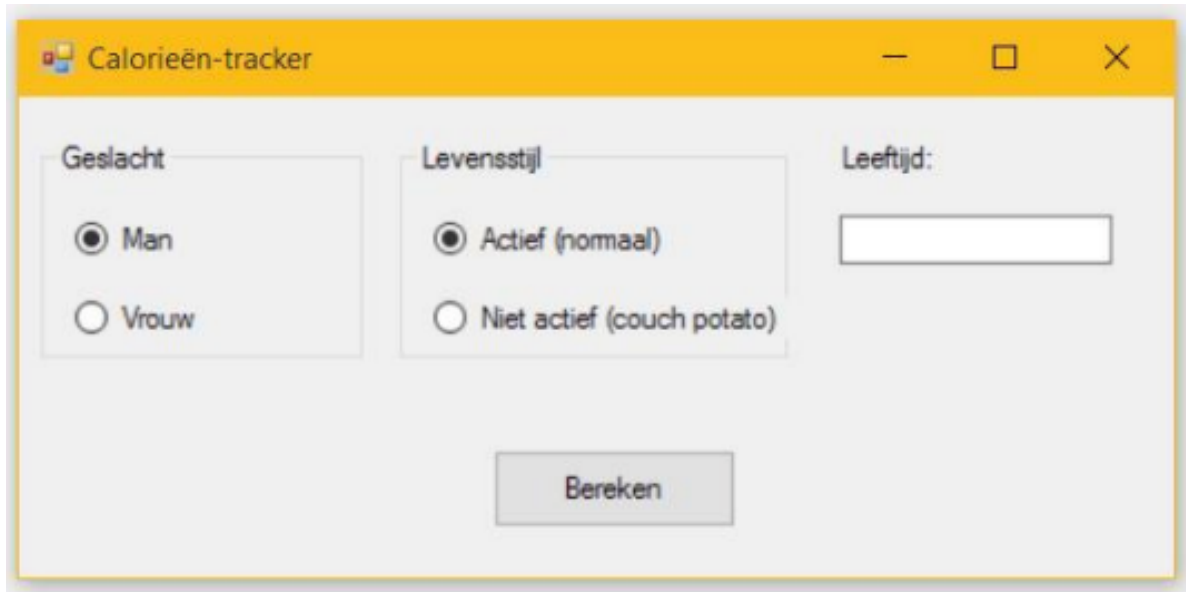 Calorieën-tracker
Geslacht
Man
Vrouw
Levensstijl
Actief (normaal)
Niet actief (couch potato)
Leeftijd:
Bereken